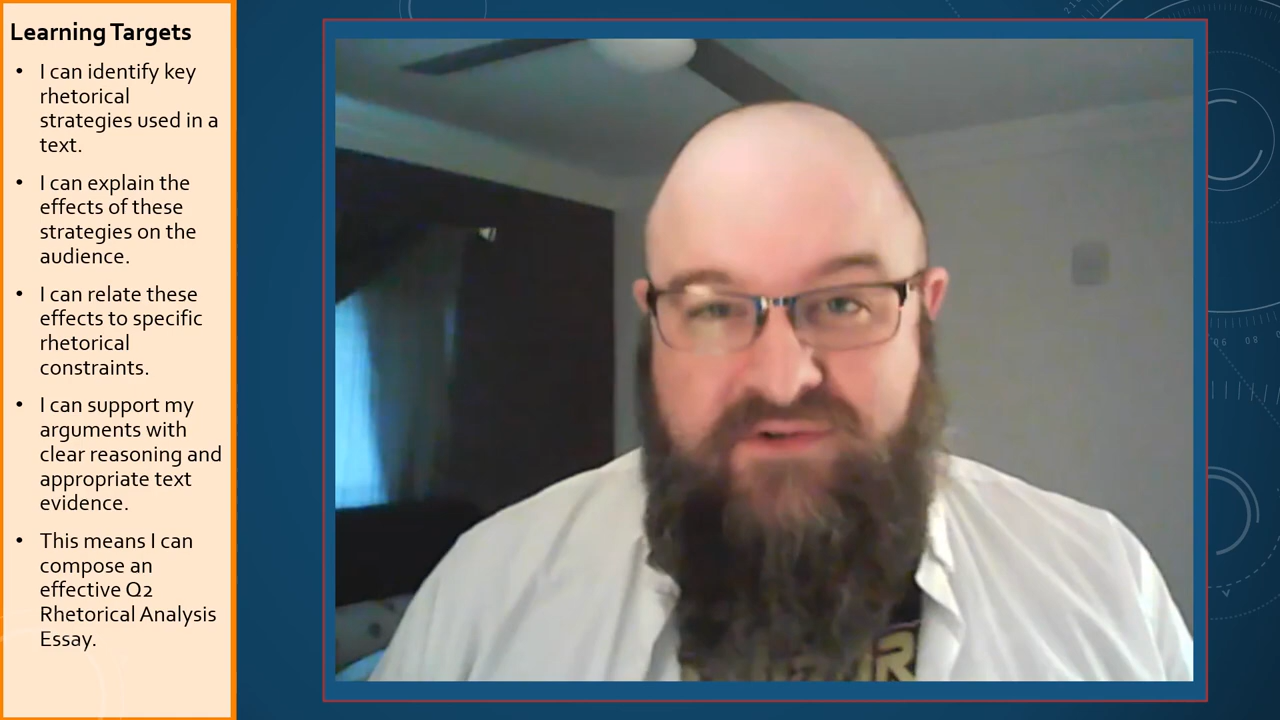 Learning Targets
• I can identify key
rhetorical
strategies used in a
text.
• I can explain the
effects of these
strategies on the
audience.
• I can relate these
effects to specific
rhetorical
constraints.
• I can support my
arguments with
clear reasoning and
appropriate text
evidence.
• This means I can
compose an
effective Q2
Rhetorical Analysis
Essay.